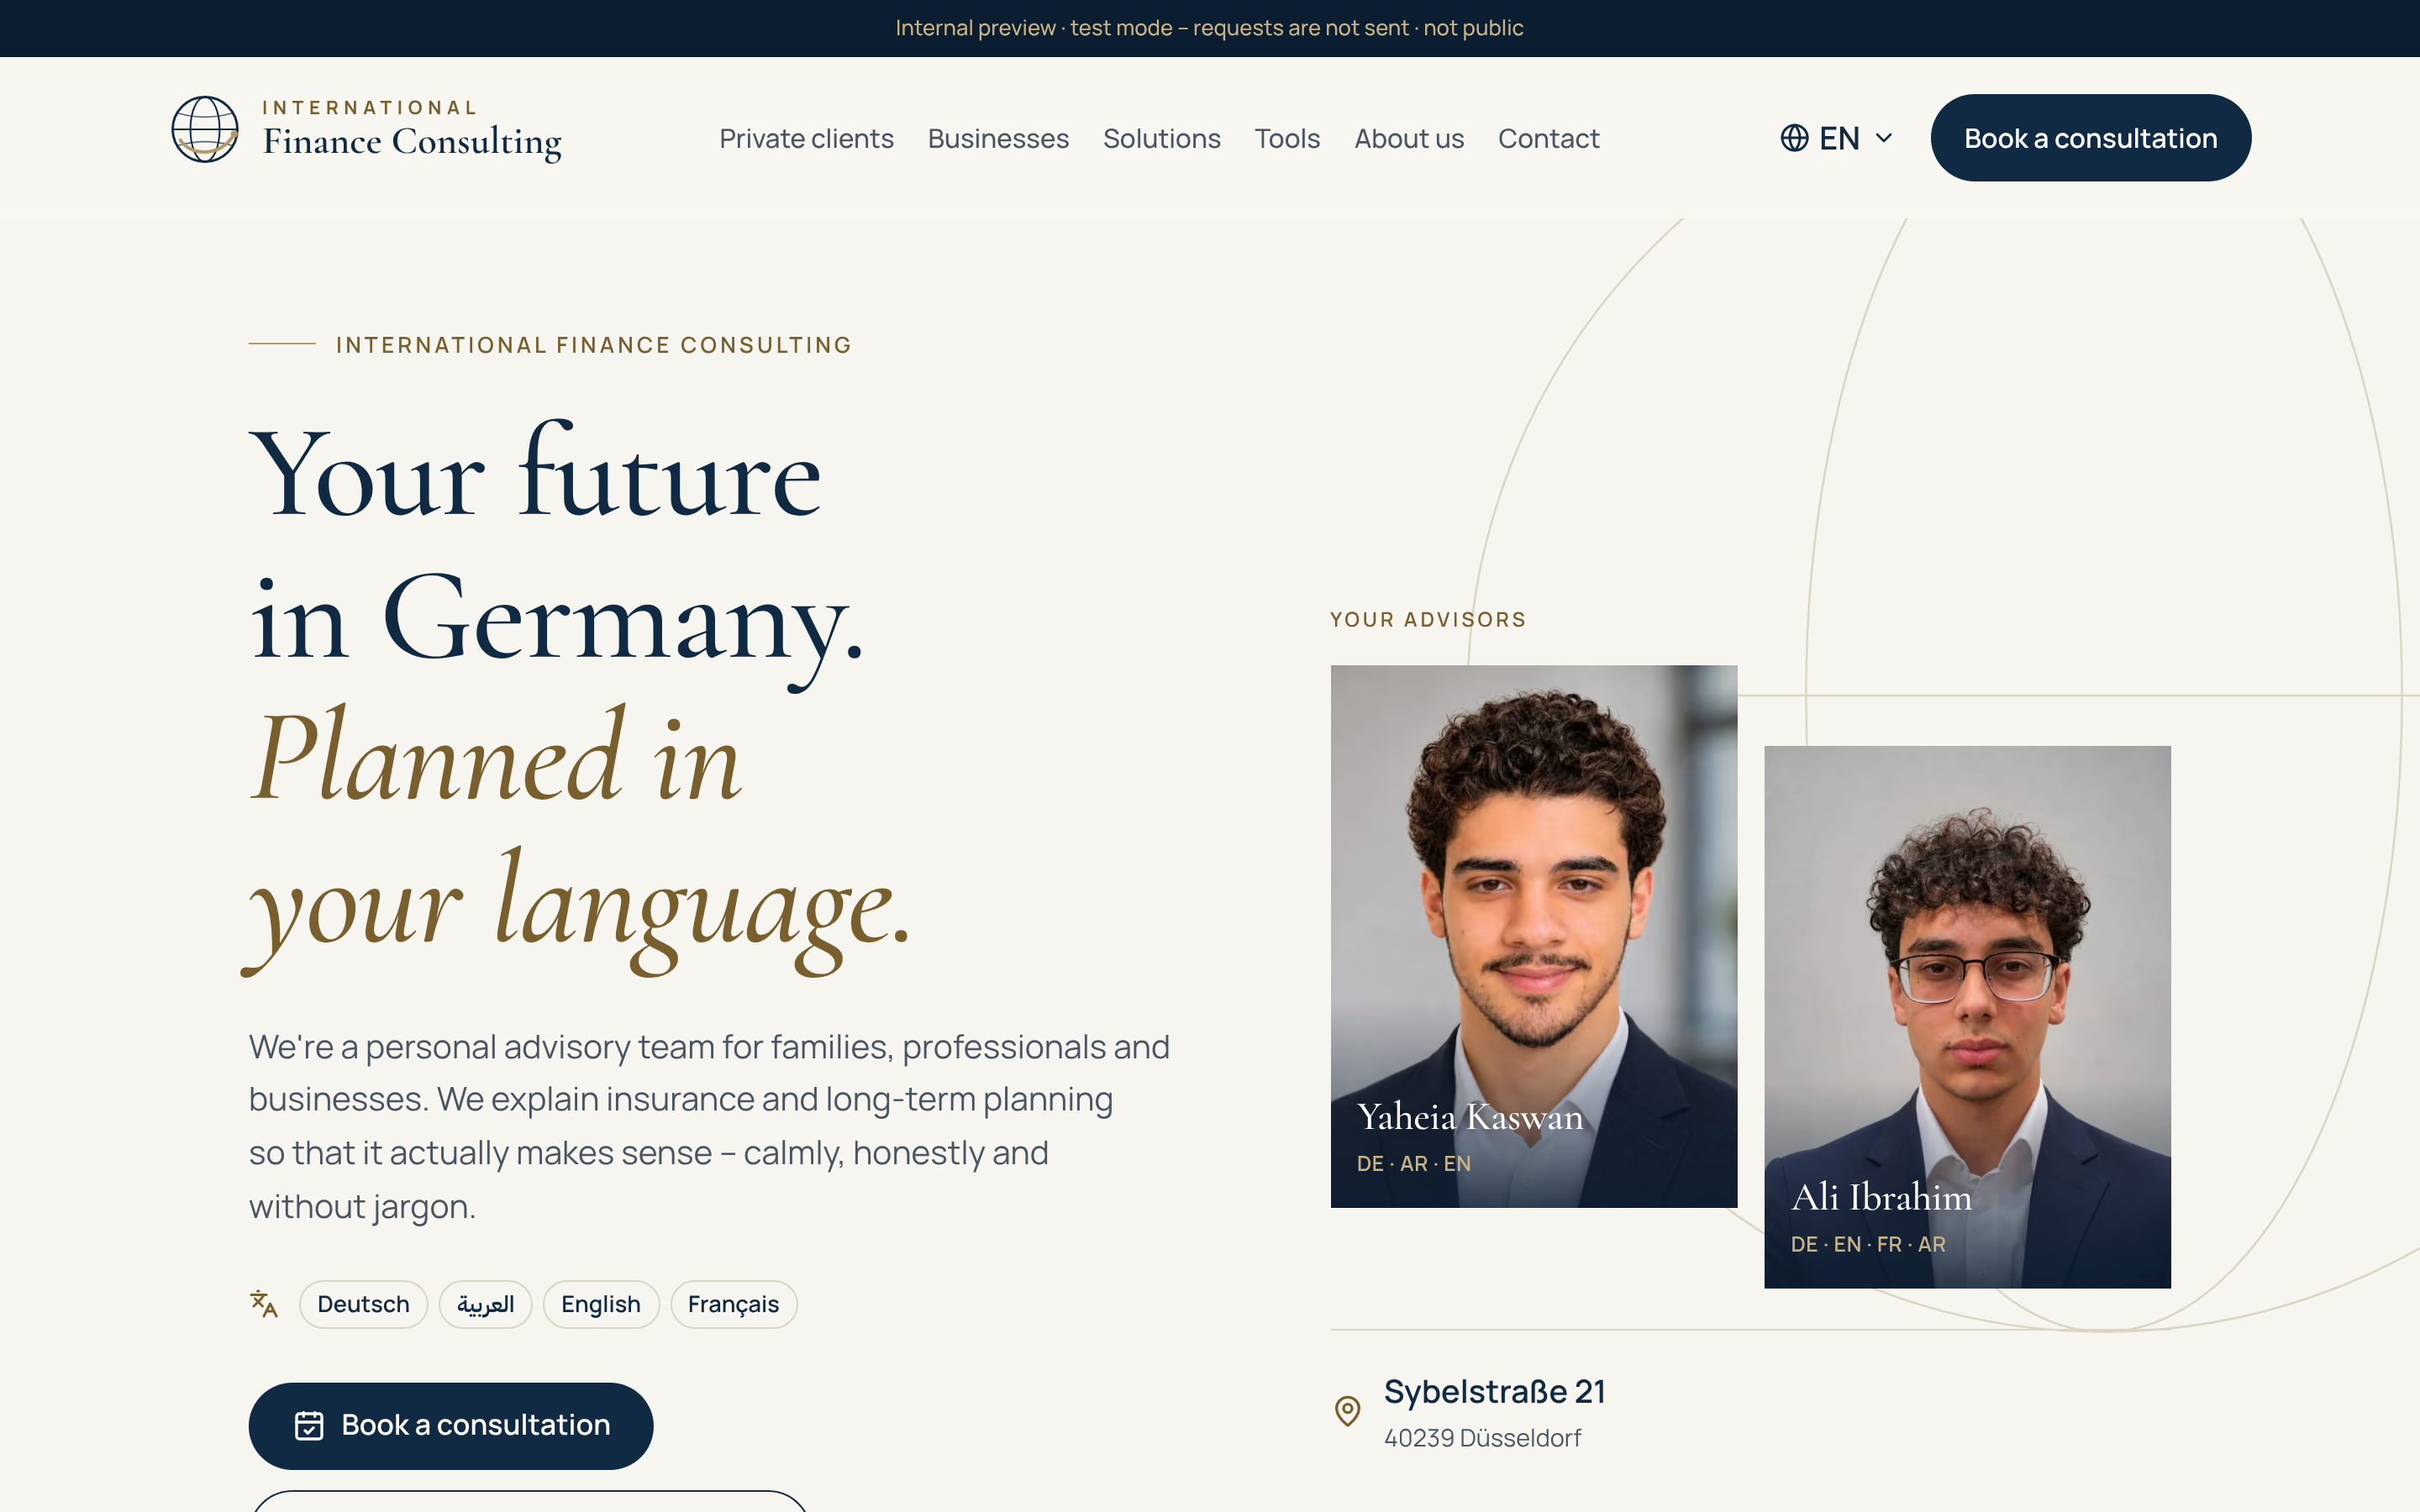 Internal preview · test mode – requests are not sent · not public
INTERNATIONAL
Finance Consulting
Private clients
Businesses
Solutions
Tools
About us
Contact
EN
Book a consultation
INTERNATIONAL FINANCE CONSULTING
Your future
in Germany.
Planned in
your language.
We're a personal advisory team for families, professionals and
businesses. We explain insurance and long-term planning
so that it actually makes sense – calmly, honestly and
without jargon.
Deutsch
العربية
English
Français
Book a consultation
YOUR ADVISORS
Yaheia Kaswan
DE · AR · EN
Ali Ibrahim
DE · EN · FR · AR
Sybelstraße 21
40239 Düsseldorf